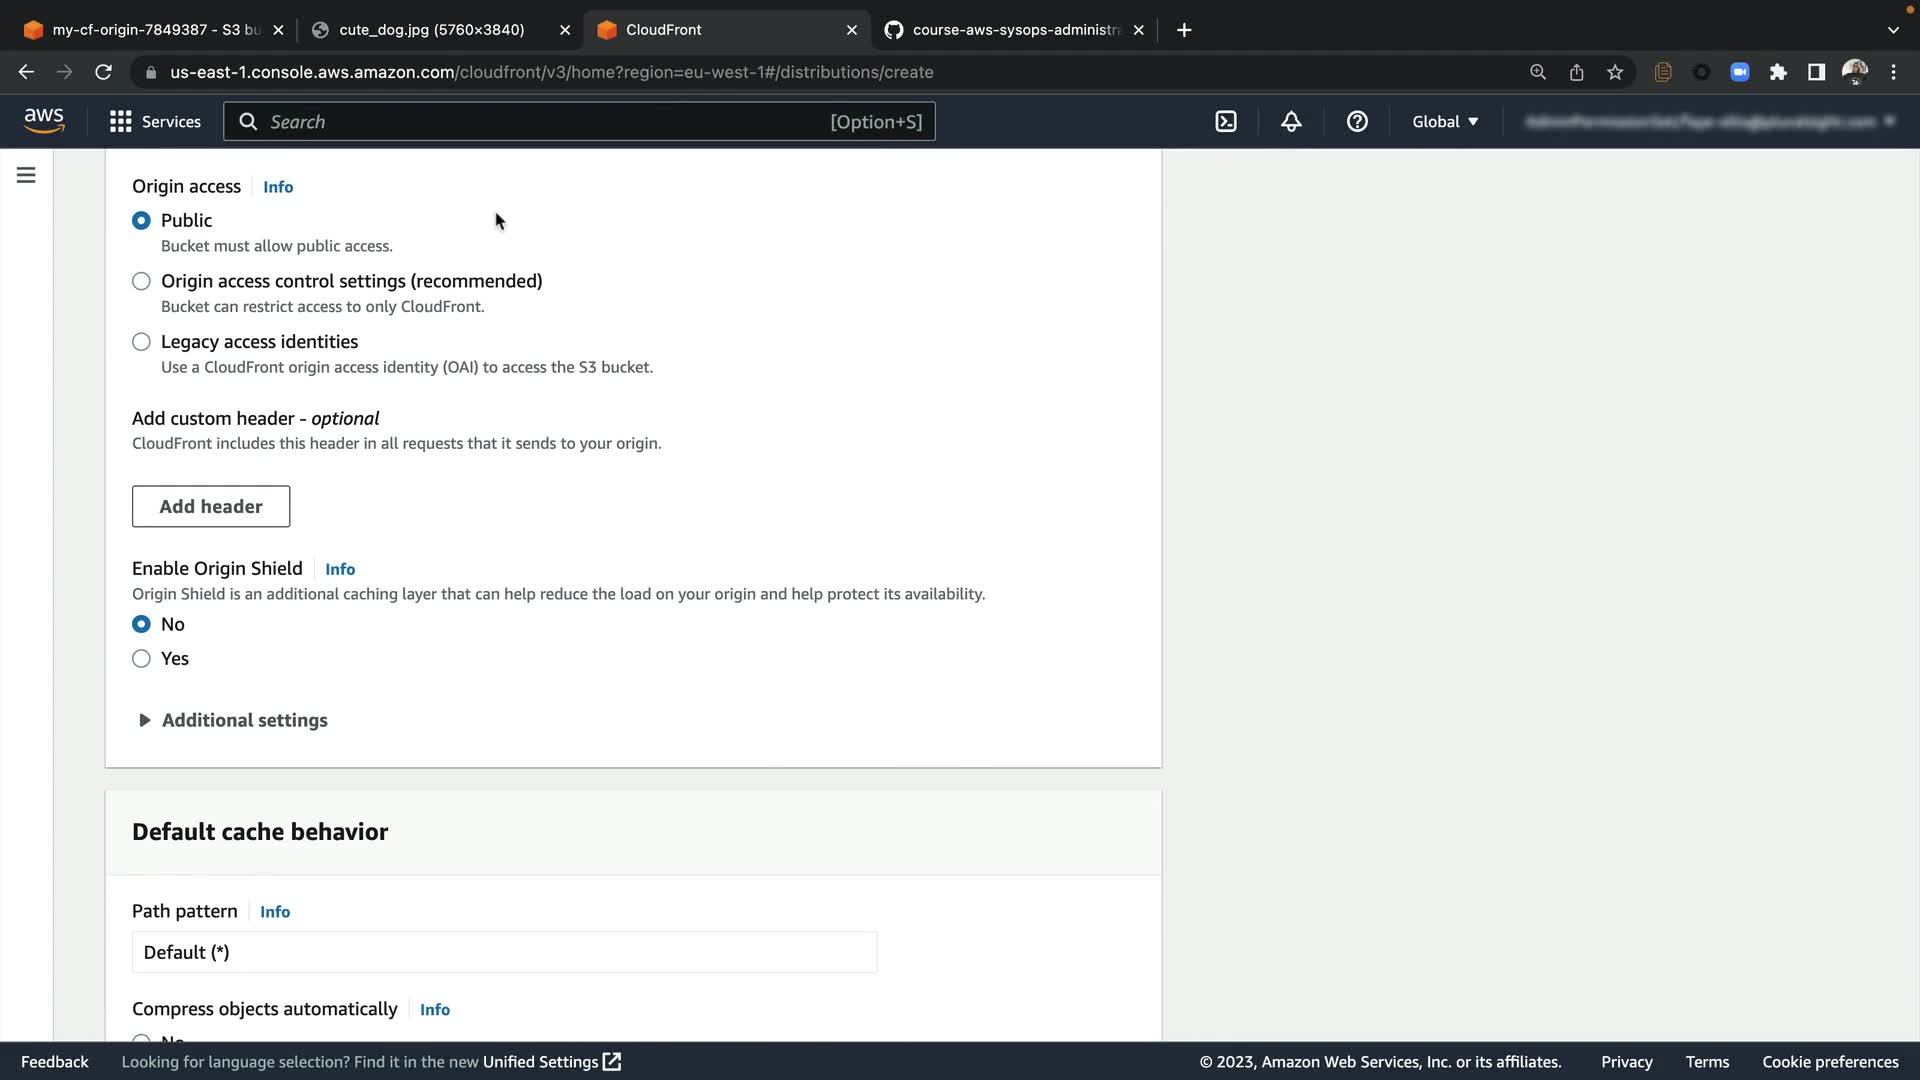 my-cf-origin-7849387 - S3 bu
cute_dog.jpg (5760×3840)
CloudFront
course-aws-sysops-administra
us-east-1.console.aws.amazon.com/cloudfront/v3/home?region=eu-west-1#/distributions/create
aws
Services
Search
[Option+S]
Global
Origin access
Info
Public
Bucket must allow public access.
Origin access control settings (recommended)
Bucket can restrict access to only CloudFront.
Legacy access identities
Use a CloudFront origin access identity (OAI) to access the S3 bucket.
Add custom header - optional
CloudFront includes this header in all requests that it sends to your origin.
Add header
Enable Origin Shield
Info
Origin Shield is an additional caching layer that can help reduce the load on your origin and help protect its availability.
No
Yes
Additional settings
Default cache behavior
Path pattern
Info
Default (*)
Compress objects automatically
Info
No
Feedback
Looking for language selection? Find it in the new Unified Settings
© 2023, Amazon Web Services, Inc. or its affiliates.
Privacy
Terms
Cookie preferences